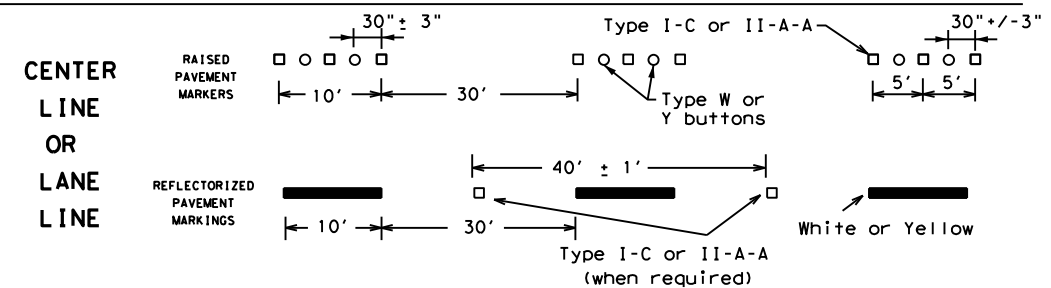 CENTER
LINE
OR
LANE
LINE
RAISED
PAVEMENT
MARKERS
30"± 3"
10'
30'
Type I-C or II-A-A
Type W or
Y buttons
30"+/-3"
5'
5'
REFLECTORIZED
PAVEMENT
MARKINGS
10'
30'
40' ± 1'
Type I-C or II-A-A
(when required)
White or Yellow